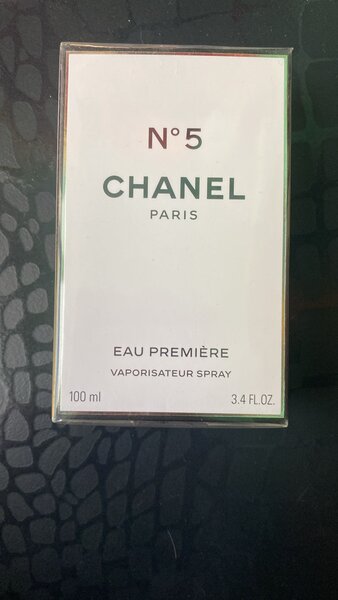 N°5
CHANEL
PARIS
EAU PREMIÈRE
VAPORISATEUR SPRAY
100 ml 3.4 FL.OZ.